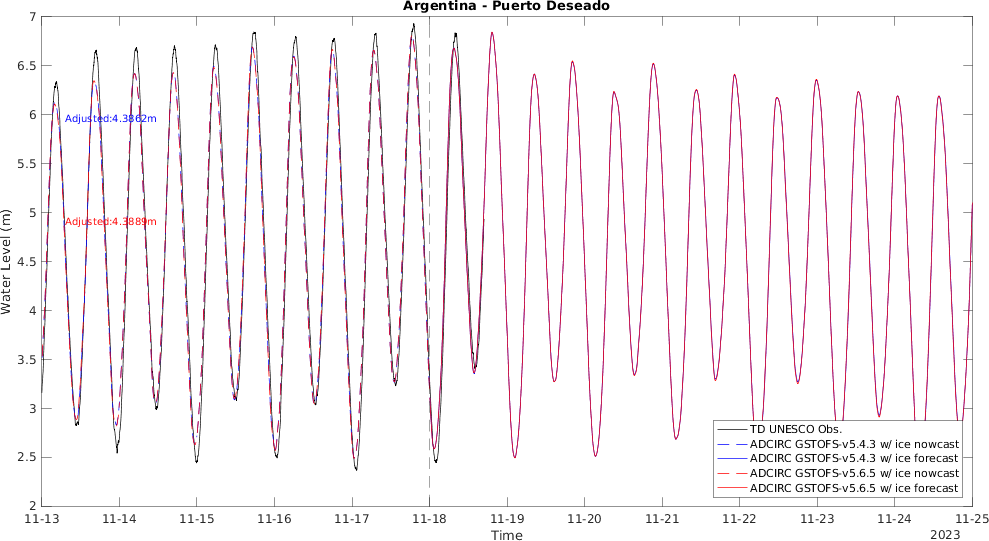 Argentina - Puerto Deseado
7
6.5
6
5.5
5
4.5
4
3.5
3
2.5
2
Water Level (m)
Adjusted:4.3862m
Adjusted:4.3889m
TD UNESCO Obs.
ADCIRC GSTOFS-v5.4.3 w/ ice nowcast
ADCIRC GSTOFS-v5.4.3 w/ ice forecast
ADCIRC GSTOFS-v5.6.5 w/ ice nowcast
ADCIRC GSTOFS-v5.6.5 w/ ice forecast
11-13 11-14 11-15 11-16 11-17 11-18 11-19 11-20 11-21 11-22 11-23 11-24 11-25
Time
2023